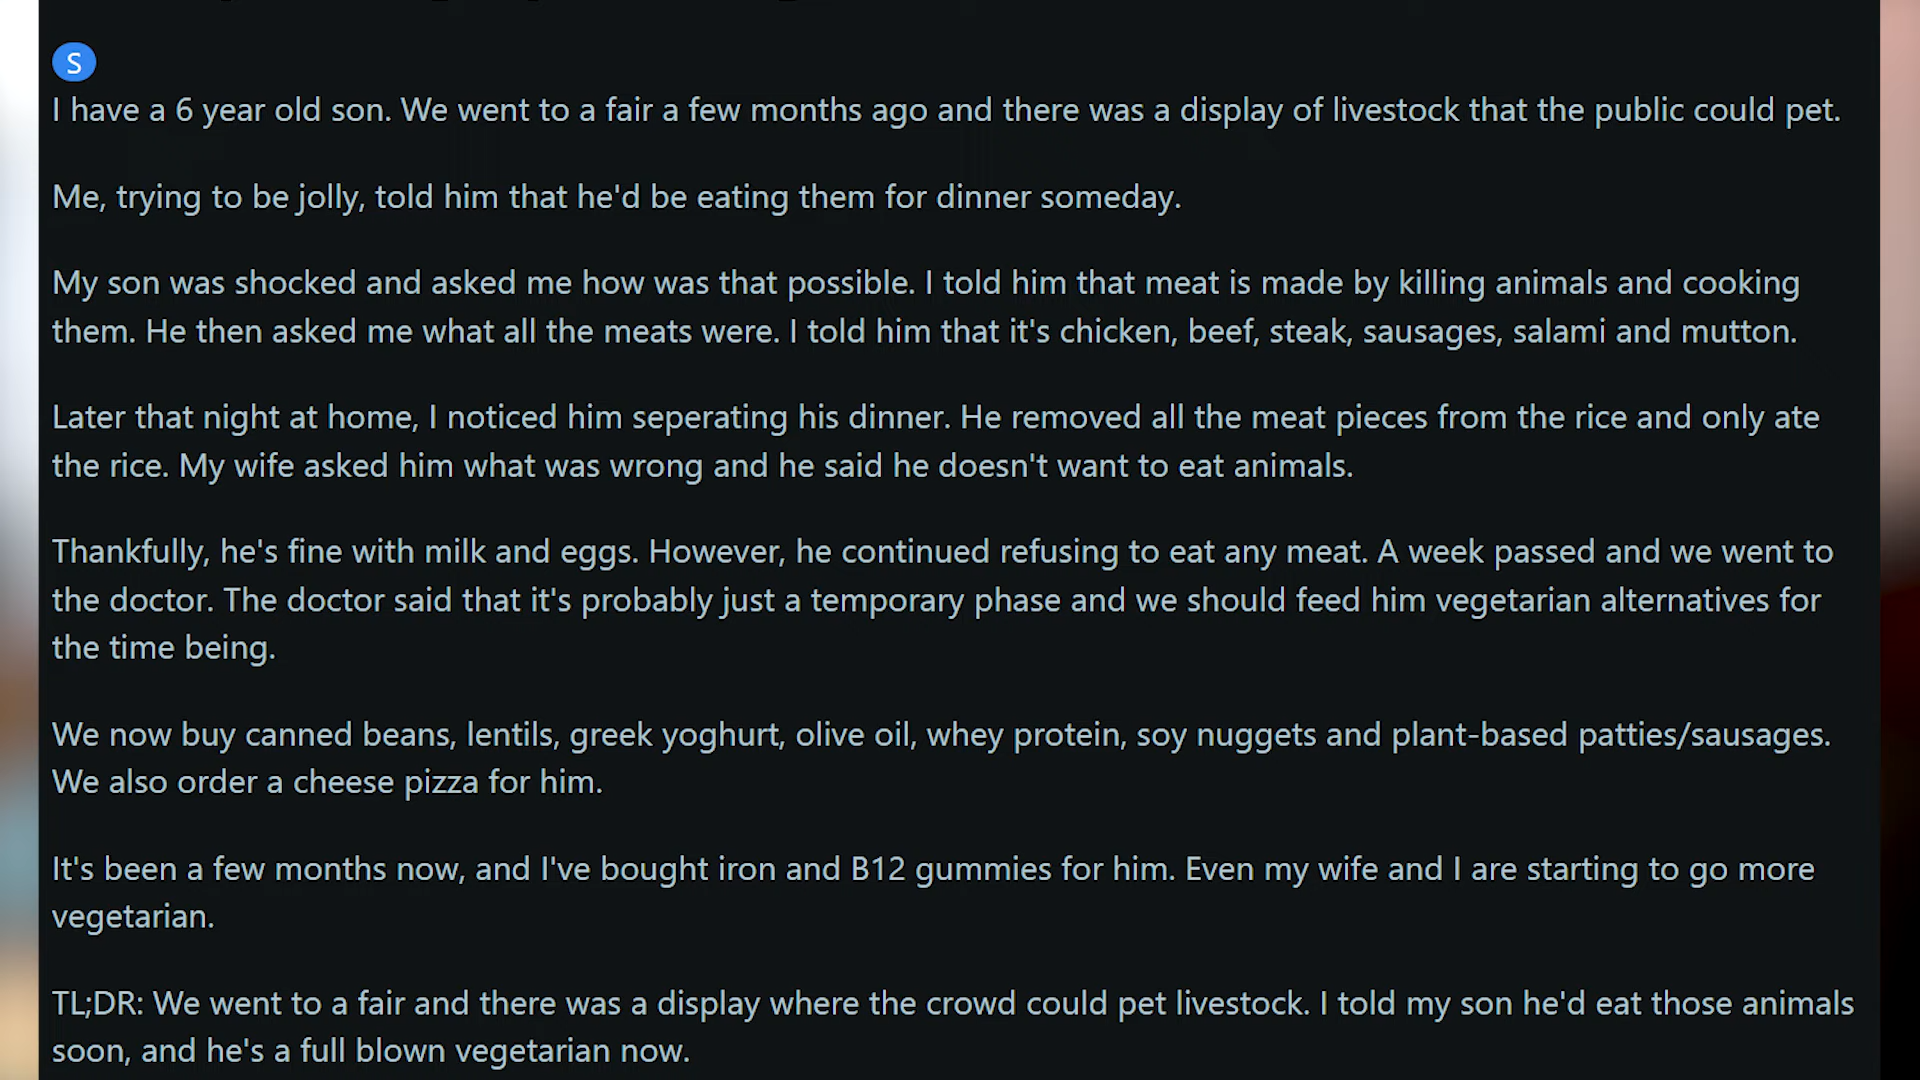 S
I have a 6 year old son. We went to a fair a few months ago and there was a display of livestock that the public could pet.
Me, trying to be jolly, told him that he'd be eating them for dinner someday.
My son was shocked and asked me how was that possible. I told him that meat is made by killing animals and cooking
them. He then asked me what all the meats were. I told him that it's chicken, beef, steak, sausages, salami and mutton.
Later that night at home, I noticed him seperating his dinner. He removed all the meat pieces from the rice and only ate
the rice. My wife asked him what was wrong and he said he doesn't want to eat animals.
Thankfully, he's fine with milk and eggs. However, he continued refusing to eat any meat. A week passed and we went to
the doctor. The doctor said that it's probably just a temporary phase and we should feed him vegetarian alternatives for
the time being.
We now buy canned beans, lentils, greek yoghurt, olive oil, whey protein, soy nuggets and plant-based patties/sausages.
We also order a cheese pizza for him.
It's been a few months now, and I've bought iron and B12 gummies for him. Even my wife and I are starting to go more
vegetarian.
TL;DR: We went to a fair and there was a display where the crowd could pet livestock. I told my son he'd eat those animals
soon, and he's a full blown vegetarian now.